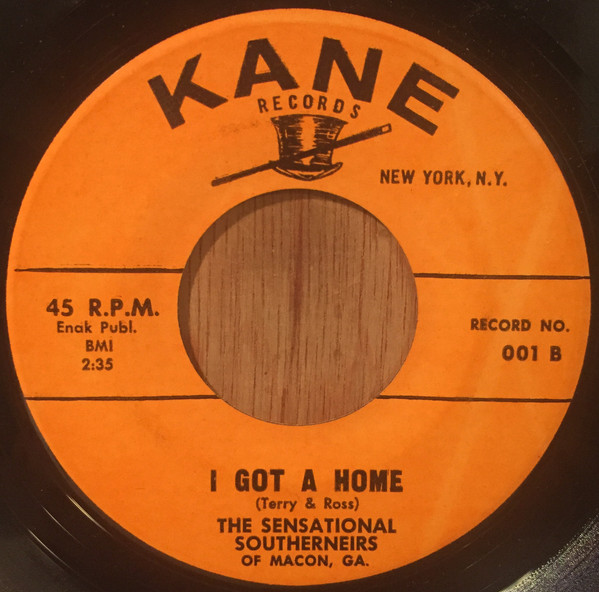 KANE
RECORDS
NEW YORK, N.Y.
45 R.P.M.
Enak Publ.
BMI
2:35
RECORD NO.
001 B
I GOT A HOME
(Terry & Ross)
THE SENSATIONAL
SOUTHERNEIRS
OF MACON, GA.